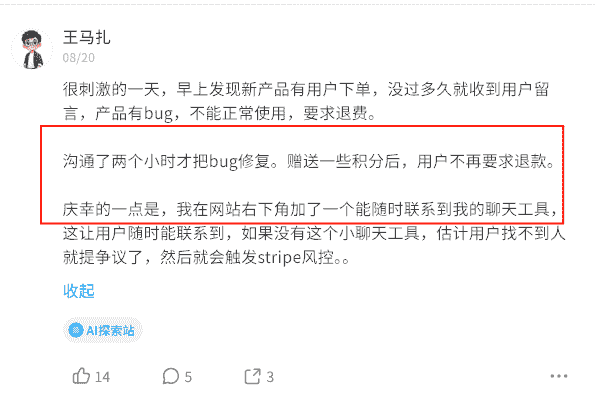 王马扎
08/20
很刺激的一天，早上发现新产品有用户下单，没过多久就收到用户留
言，产品有bug，不能正常使用，要求退费。
沟通了两个小时才把bug修复。赠送一些积分后，用户不再要求退款。
庆幸的一点是，我在网站右下角加了一个能随时联系到我的聊天工具，
这让用户随时能联系到，如果没有这个小聊天工具，估计用户找不到人
就提争议了，然后就会触发stripe风控。。
收起
AI探索站
14
5
3